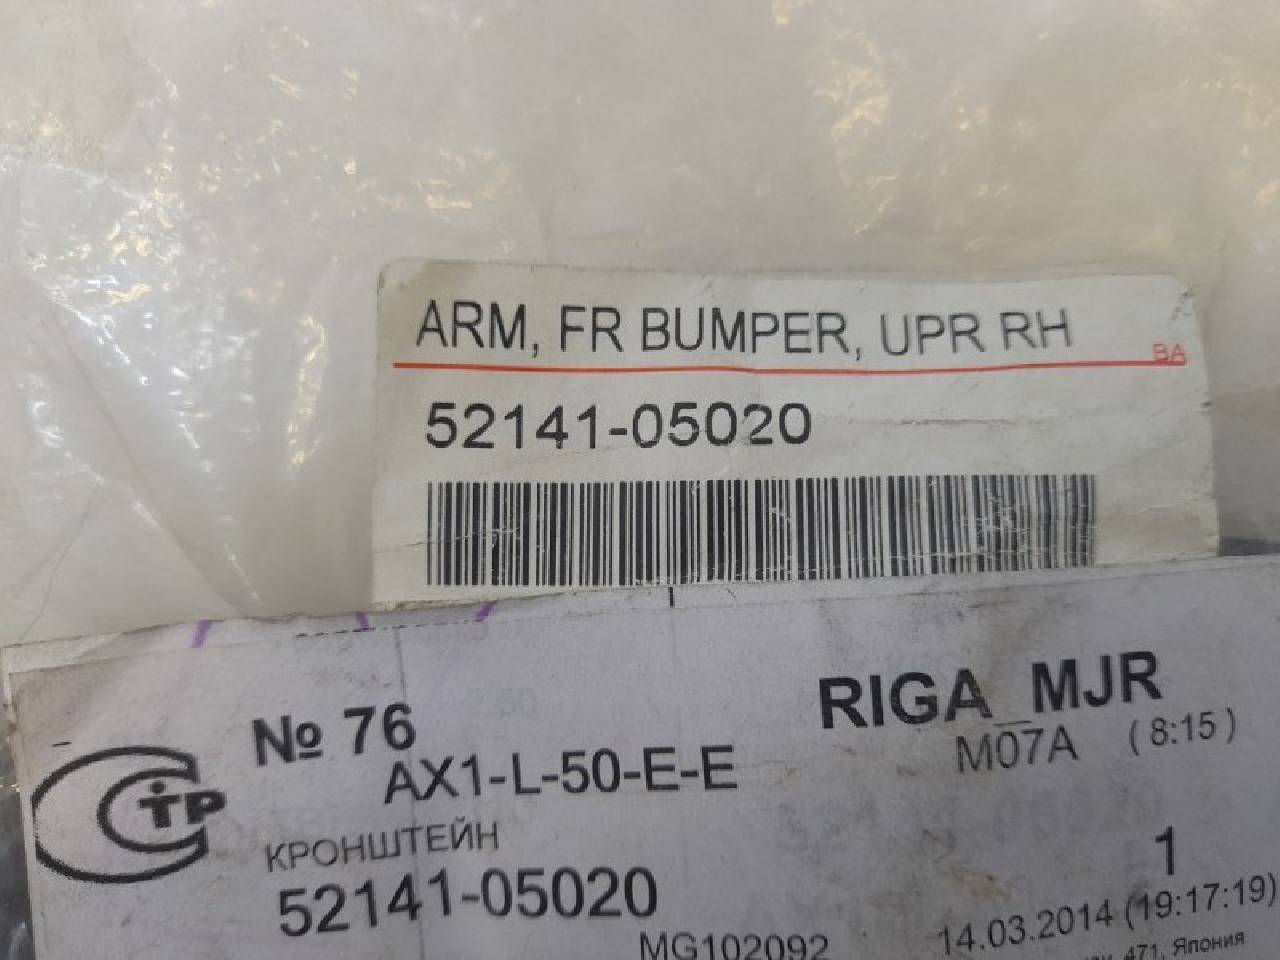 ARM, FR BUMPER, UPR RH
BA
52141-05020
№ 76
RIGA_MJR
AX1-L-50-E-E
M07A (8:15)
СТР
КРОНШТЕЙН
1
52141-05020
14.03.2014 (19:17:19)
MG102092
471, Япония